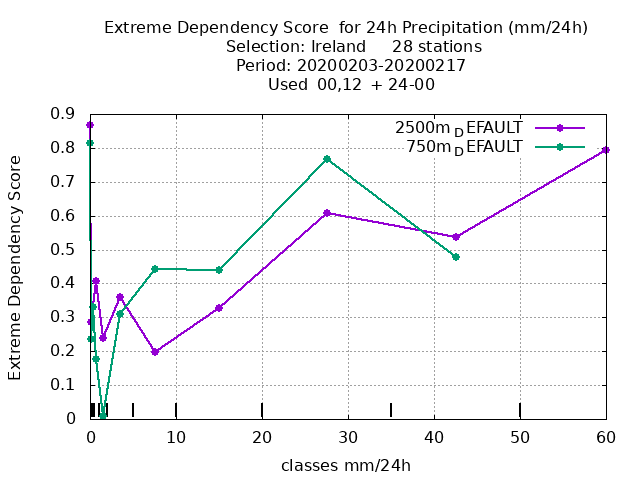 Extreme Dependency Score  for 24h Precipitation (mm/24h)
Selection: Ireland     28 stations
Period: 20200203-20200217
Used  00,12  + 24-00
2500m_DEFAULT
750m_DEFAULT
Extreme Dependency Score
0.9
0.8
0.7
0.6
0.5
0.4
0.3
0.2
0.1
0
0 10 20 30 40 50 60
classes mm/24h